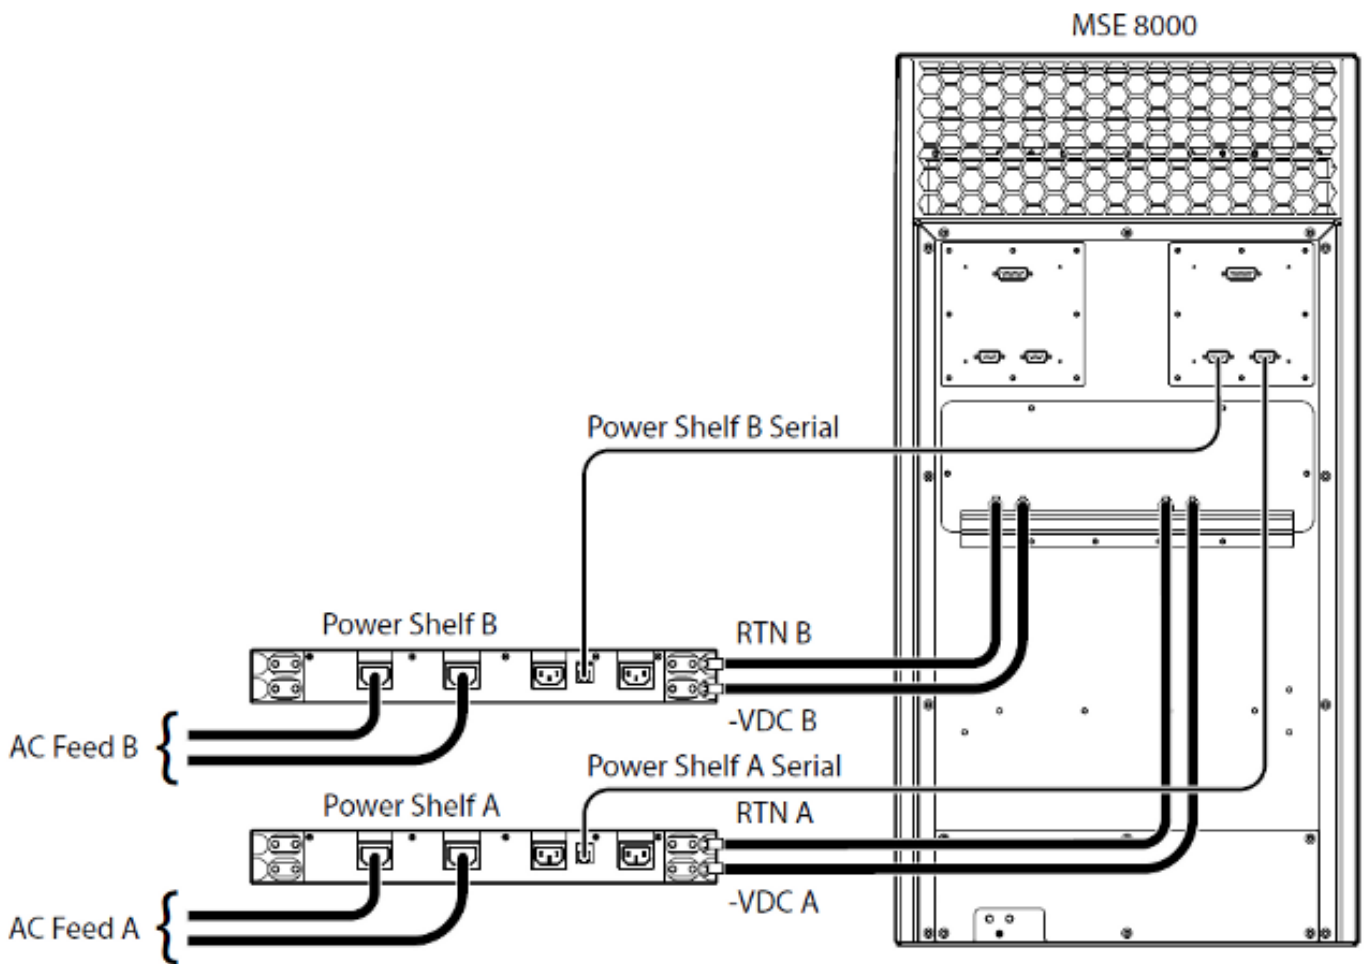 MSE 8000
Power Shelf B Serial
Power Shelf B
RTN B
-VDC B
AC Feed B
Power Shelf A Serial
Power Shelf A
RTN A
-VDC A
AC Feed A